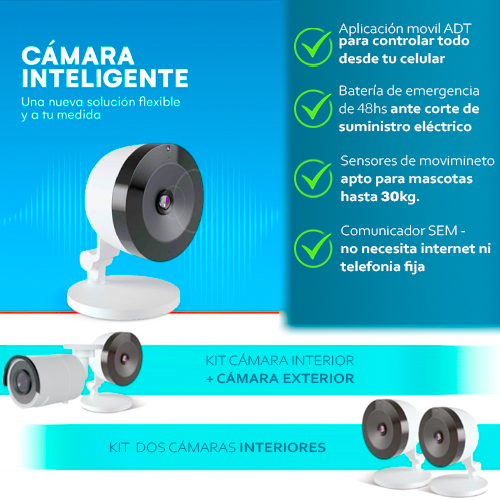 CÁMARA
INTELIGENTE
Una nueva solución flexible
y a tu medida
Aplicación movil ADT
para controlar todo
desde tu celular
Batería de emergencia
de 48hs ante corte de
suministro eléctrico
Sensores de movimineto
apto para mascotas
hasta 30kg.
Comunicador SEM -
no necesita internet ni
telefonia fija
KIT CÁMARA INTERIOR
+ CÁMARA EXTERIOR
KIT DOS CÁMARAS INTERIORES